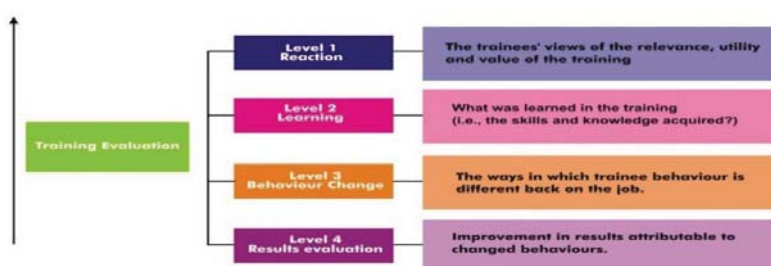 Level 1
Reaction
The trainees' views of the relevance, utility
and value of the training
Level 2
Learning
What was learned in the training
(i.e., the skills and knowledge acquired?)
Training Evaluation
Level 3
Behaviour Change
The ways in which trainee behaviour is
different back on the job.
Level 4
Results evaluation
Improvement in results attributable to
changed behaviours.